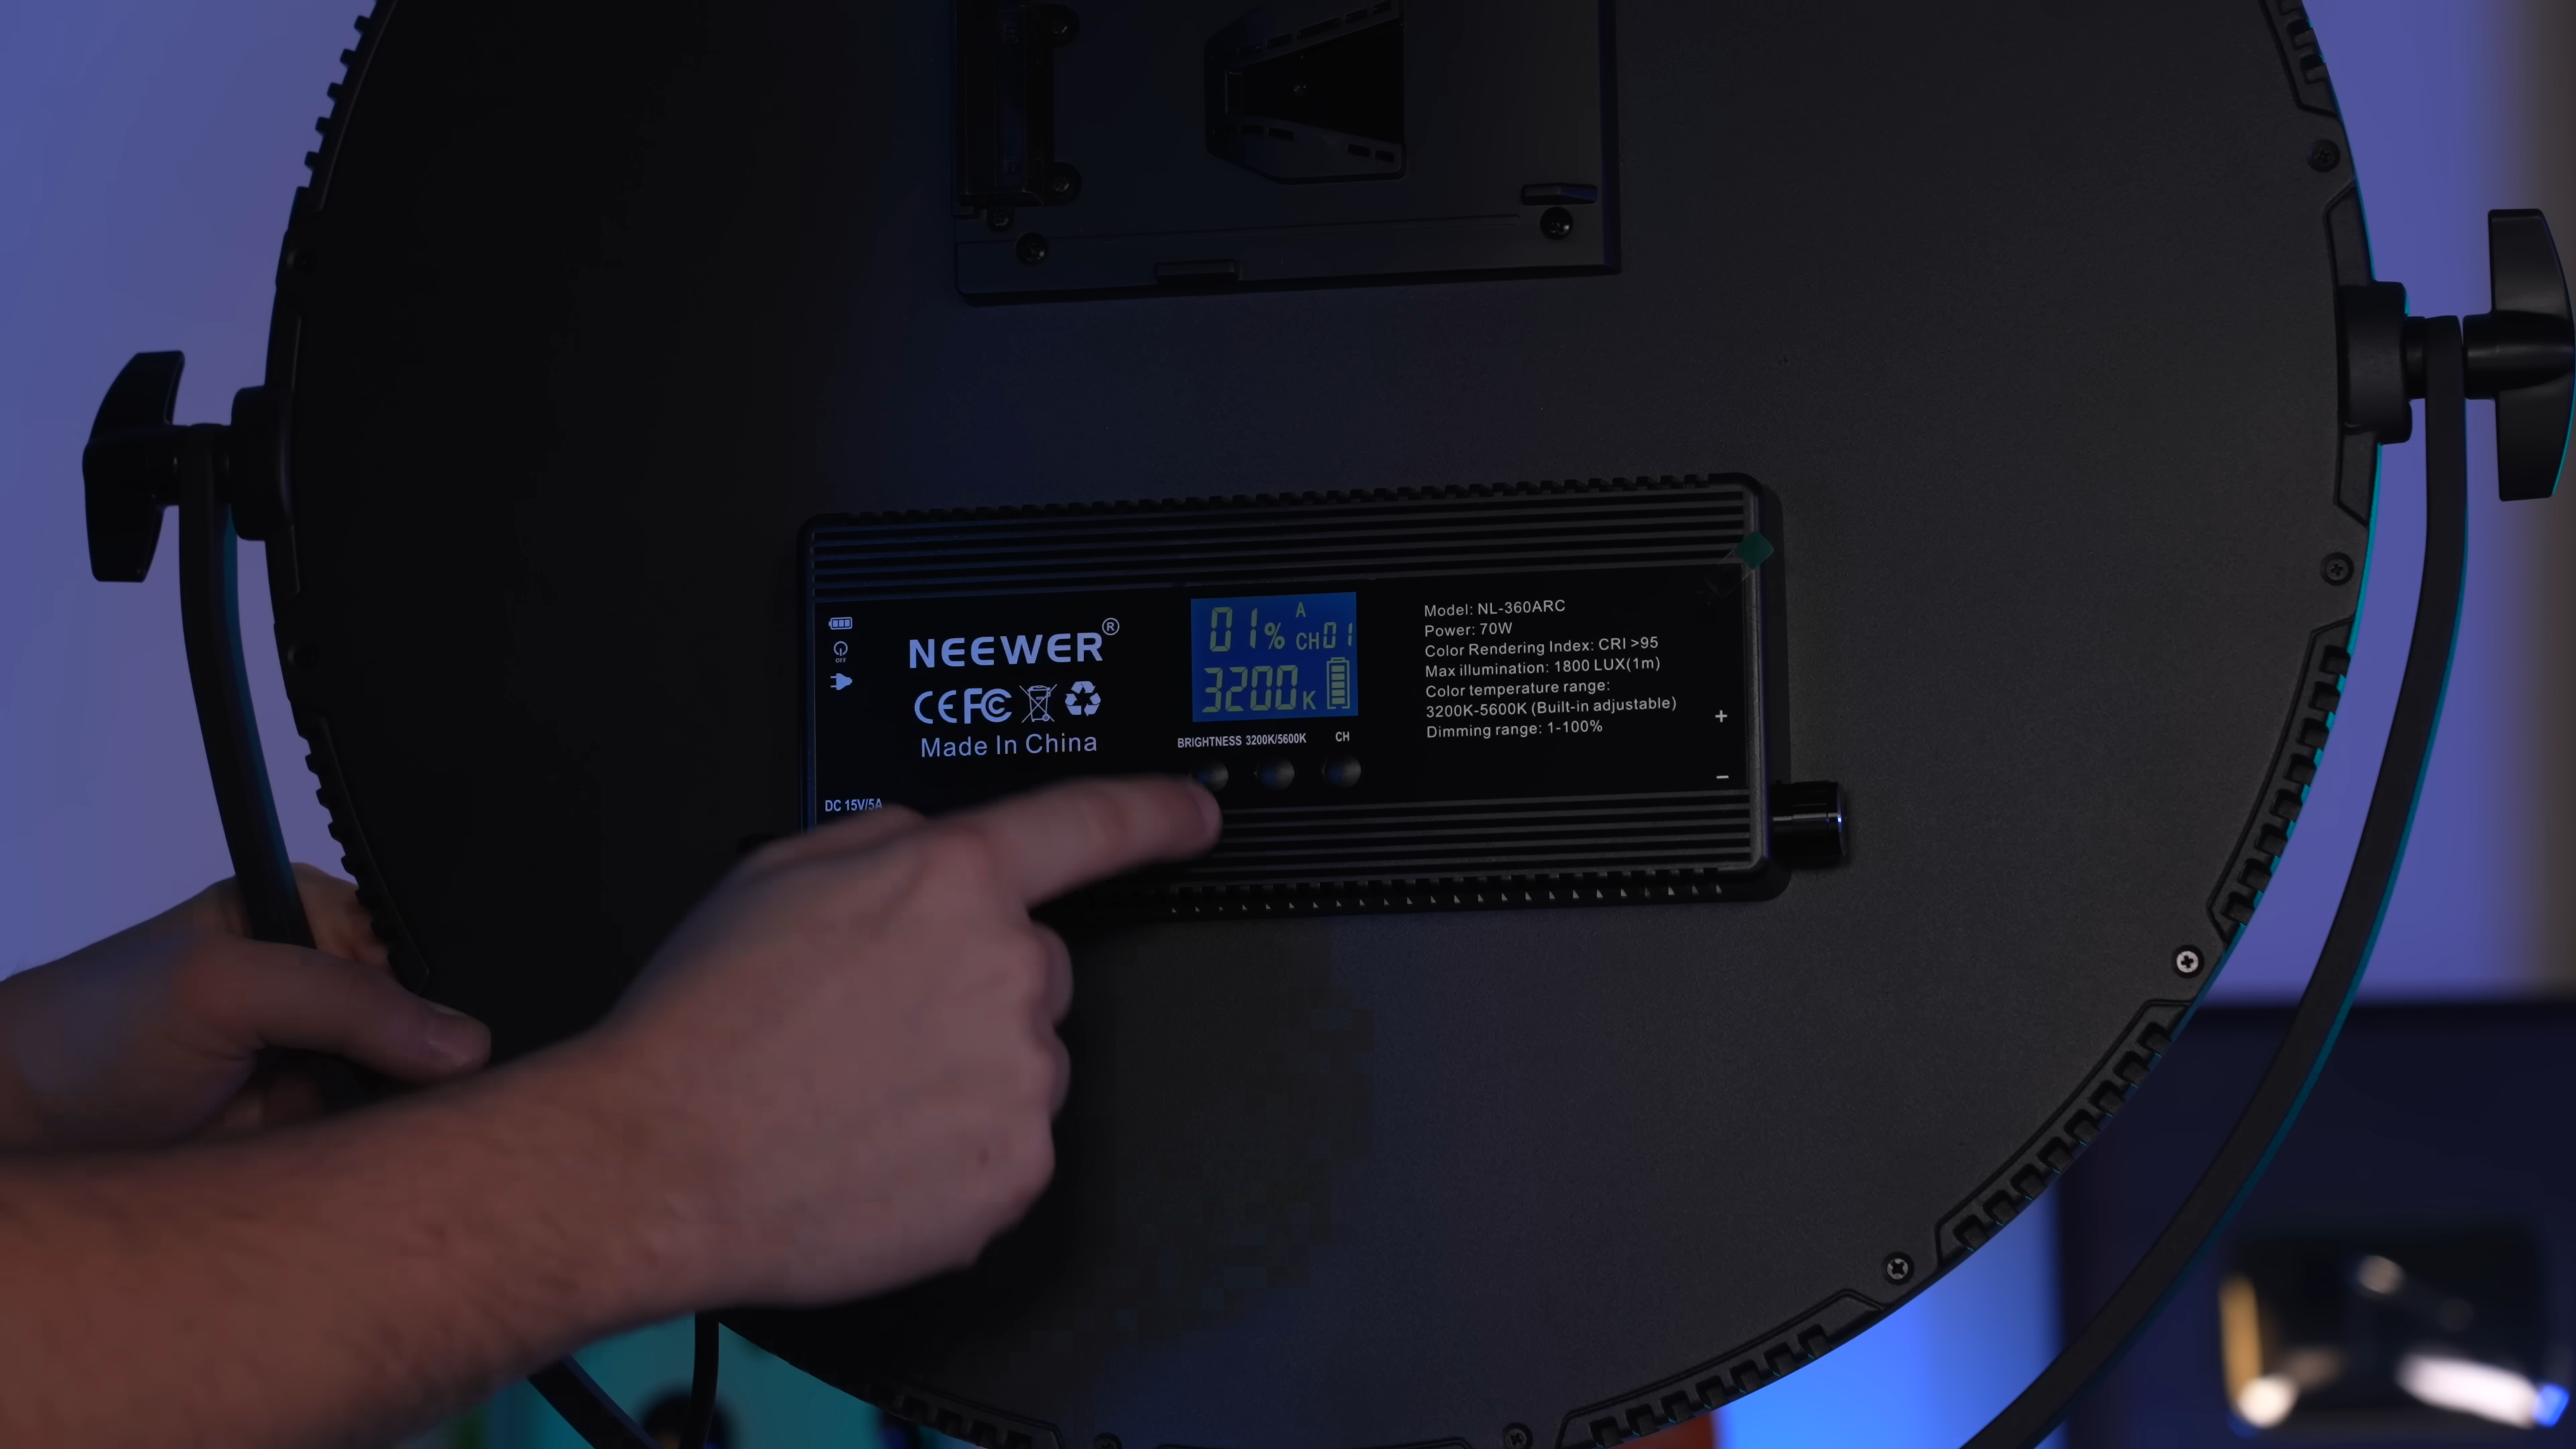 OFF
NEEWER®
CE FC
Made In China
DC 15V/5A
01% A CH01
3200K
BRIGHTNESS 3200K/5600K CH
Model: NL-360ARC
Power: 70W
Color Rendering Index: CRI >95
Max illumination: 1800 LUX(1m)
Color temperature range:
3200K-5600K (Built-in adjustable)
Dimming range: 1-100%
+
−